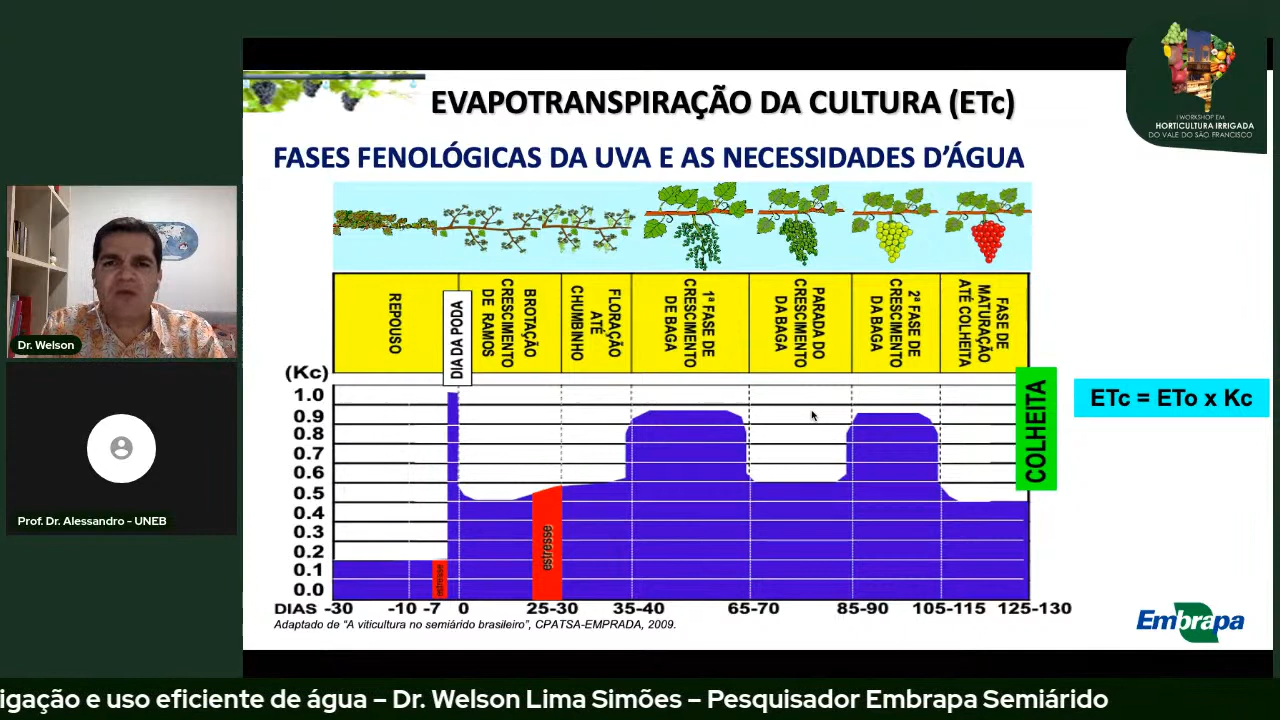 I WORKSHOP EM
HORTICULTURA IRRIGADA
DO VALE DO SÃO FRANCISCO
EVAPOTRANSPIRAÇÃO DA CULTURA (ETc)
FASES FENOLÓGICAS DA UVA E AS NECESSIDADES D'ÁGUA
REPOUSO
DIA DA PODA
BROTAÇÃO
CRESCIMENTO
DE RAMOS
FLORAÇÃO
ATÉ
CHUMBINHO
1ª FASE DE
CRESCIMENTO
DE BAGA
PARADA DO
CRESCIMENTO
DA BAGA
2ª FASE DE
CRESCIMENTO
DA BAGA
FASE DE
MATURAÇÃO
ATÉ COLHEITA
COLHEITA
ETc = ETo x Kc
(Kc)
1.0
0.9
0.8
0.7
0.6
0.5
0.4
0.3
0.2
0.1
0.0
estresse
estresse
DIAS -30 -10 -7 0 25-30 35-40 65-70 85-90 105-115 125-130
Adaptado de "A viticultura no semiárido brasileiro", CPATSA-EMPRADA, 2009.
Embrapa
Dr. Welson
Prof. Dr. Alessandro - UNEB
igação e uso eficiente de água – Dr. Welson Lima Simões – Pesquisador Embrapa Semiárido